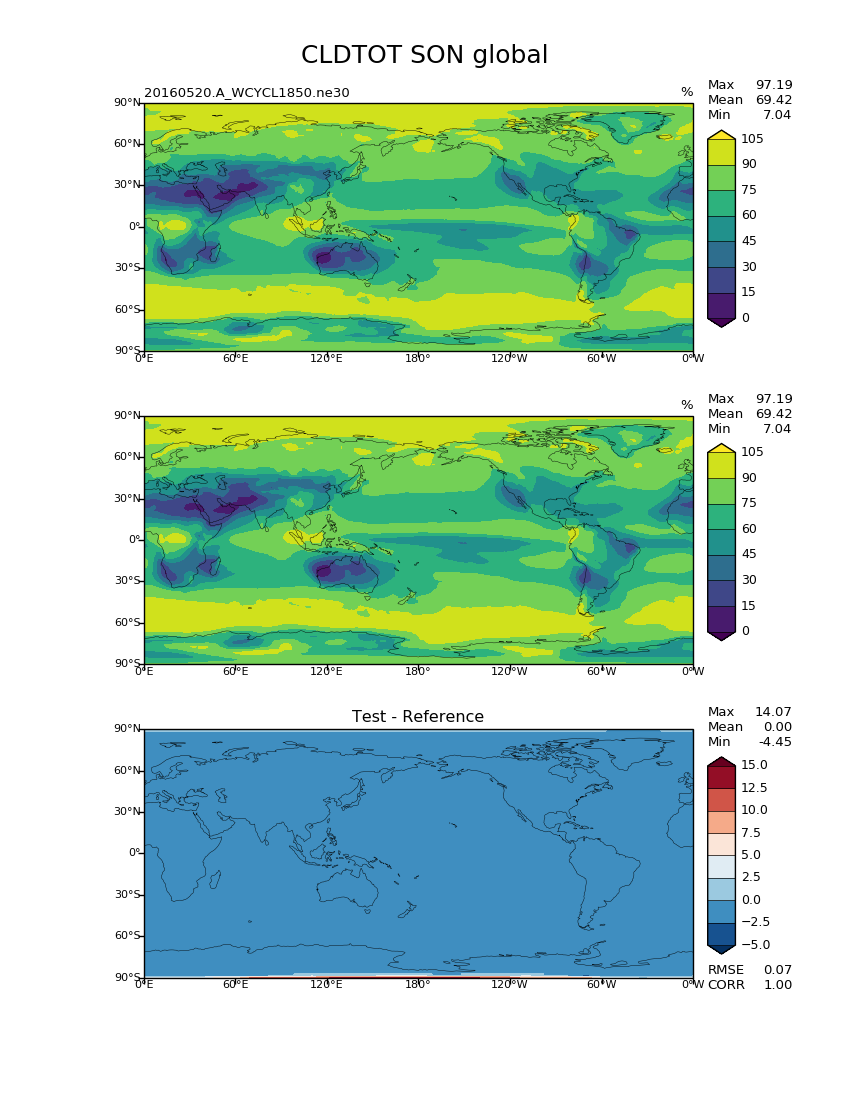 CLDTOT SON global
20160520.A_WCYCL1850.ne30
%
Max 97.19
Mean 69.42
Min 7.04
90°N
60°N
30°N
0°
30°S
60°S
90°S
0°E
60°E
120°E
180°
120°W
60°W
0°W
105
90
75
60
45
30
15
0
%
Max 97.19
Mean 69.42
Min 7.04
90°N
60°N
30°N
0°
30°S
60°S
90°S
0°E
60°E
120°E
180°
120°W
60°W
0°W
105
90
75
60
45
30
15
0
Test - Reference
Max 14.07
Mean 0.00
Min -4.45
90°N
60°N
30°N
0°
30°S
60°S
90°S
0°E
60°E
120°E
180°
120°W
60°W
0°W
15.0
12.5
10.0
7.5
5.0
2.5
0.0
−2.5
−5.0
RMSE 0.07
CORR 1.00